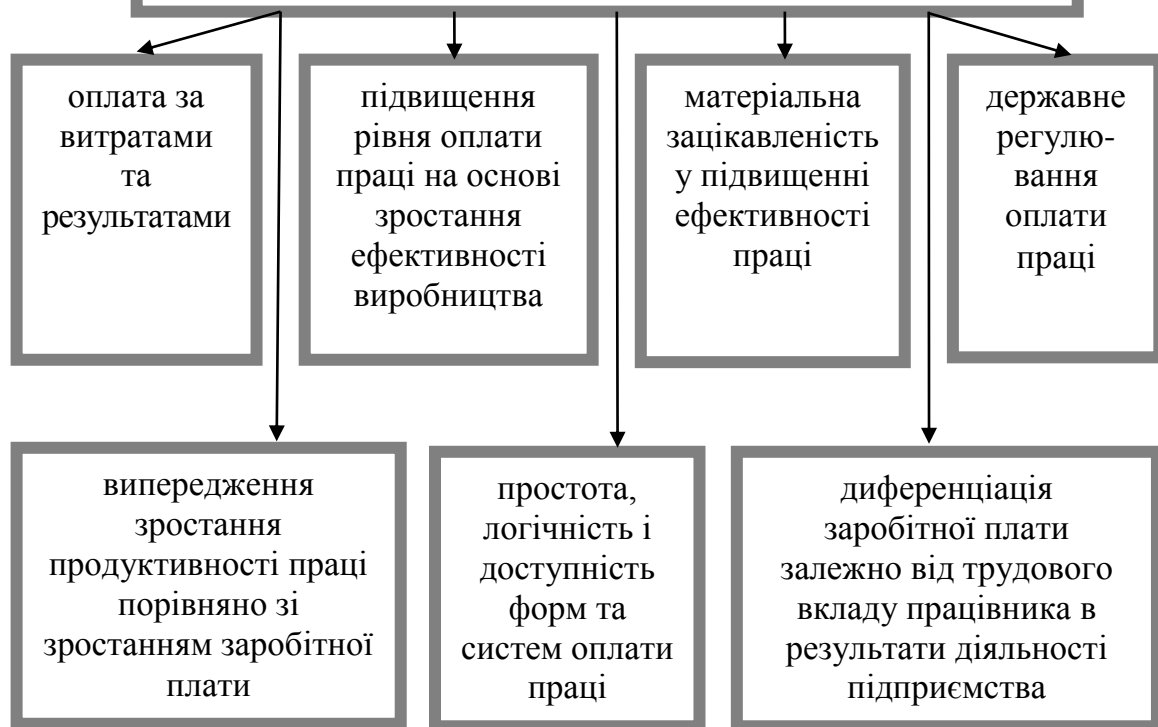 оплата за
витратами
та
результатами
підвищення
рівня оплати
праці на основі
зростання
ефективності
виробництва
матеріальна
зацікавленість
у підвищенні
ефективності
праці
державне
регулю-
вання
оплати
праці
випередження
зростання
продуктивності праці
порівняно зі
зростанням заробітної
плати
простота,
логічність і
доступність
форм та
систем оплати
праці
диференціація
заробітної плати
залежно від трудового
вкладу працівника в
результати діяльності
підприємства